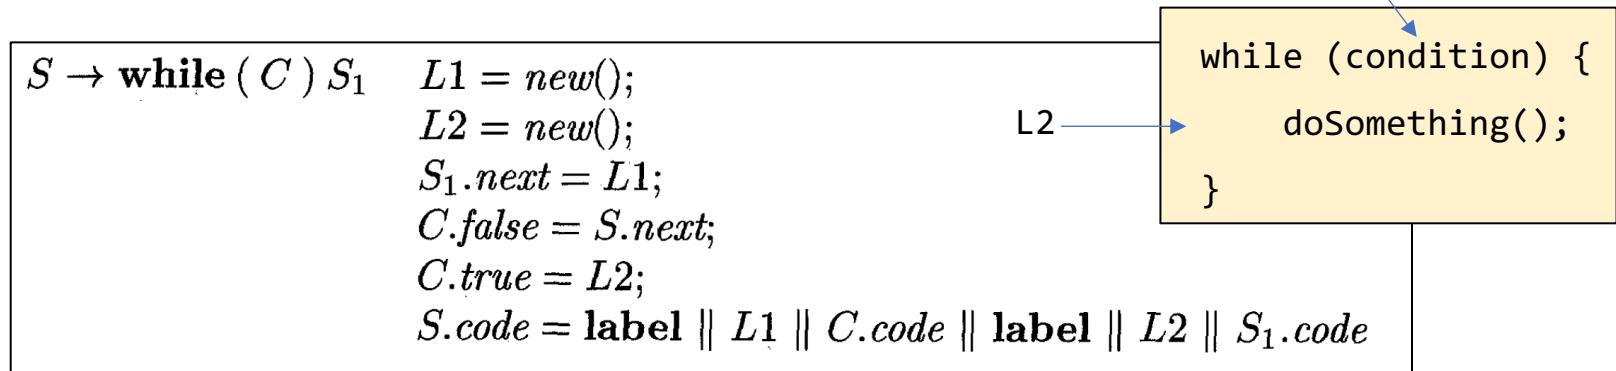 S → while ( C ) S₁ L1 = new();
L2 = new();
S₁.next = L1;
C.false = S.next;
C.true = L2;
S.code = label || L1 || C.code || label || L2 || S₁.code
L2
while (condition) {
doSomething();
}